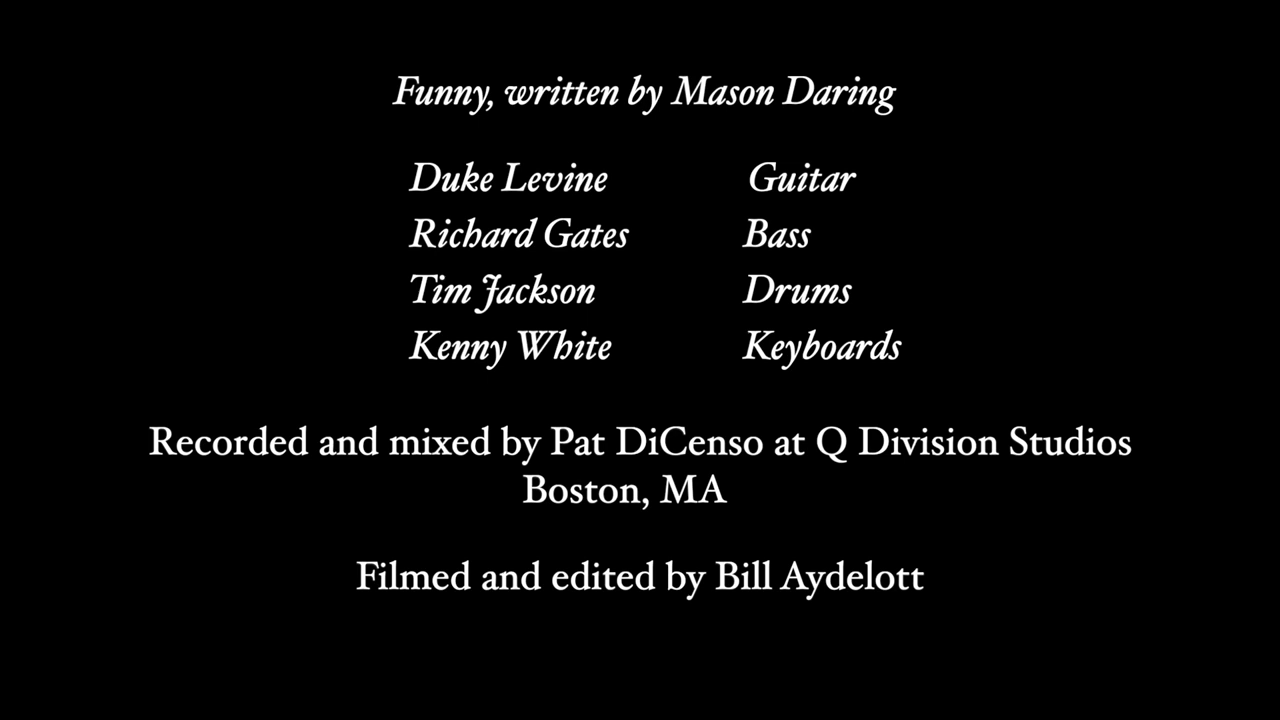 Funny, written by Mason Daring
Duke Levine Guitar
Richard Gates Bass
Tim Jackson Drums
Kenny White Keyboards
Recorded and mixed by Pat DiCenso at Q Division Studios
Boston, MA
Filmed and edited by Bill Aydelott